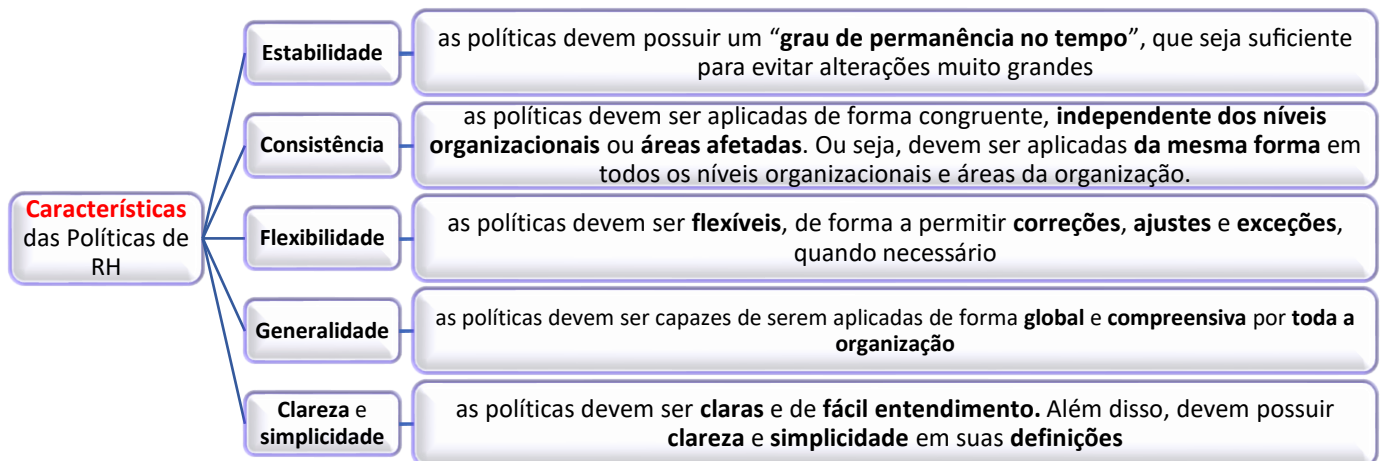 Características
das Políticas de
RH
Estabilidade
as políticas devem possuir um “grau de permanência no tempo”, que seja suficiente
para evitar alterações muito grandes
Consistência
as políticas devem ser aplicadas de forma congruente, independente dos níveis
organizacionais ou áreas afetadas. Ou seja, devem ser aplicadas da mesma forma em
todos os níveis organizacionais e áreas da organização.
Flexibilidade
as políticas devem ser flexíveis, de forma a permitir correções, ajustes e exceções,
quando necessário
Generalidade
as políticas devem ser capazes de serem aplicadas de forma global e compreensiva por toda a
organização
Clareza e
simplicidade
as políticas devem ser claras e de fácil entendimento. Além disso, devem possuir
clareza e simplicidade em suas definições